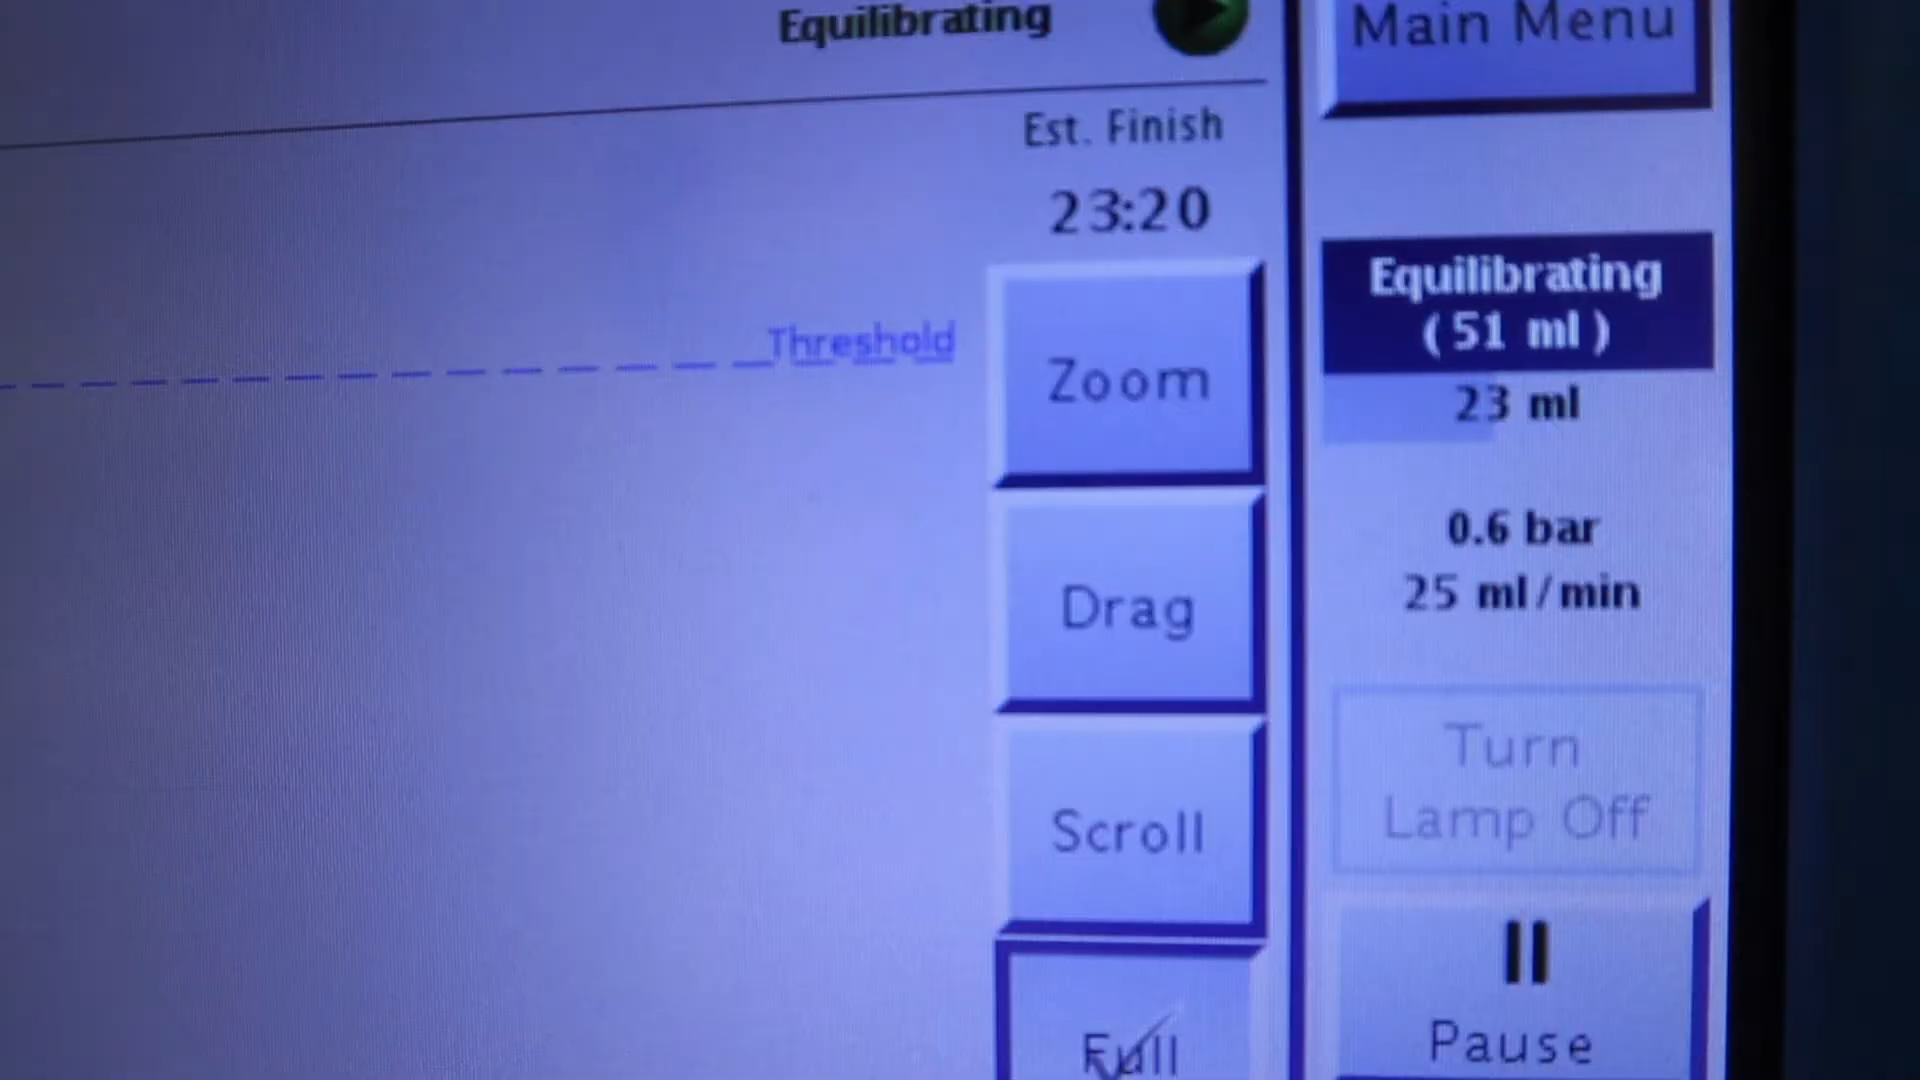 Equilibrating
Est. Finish
23:20
Threshold
Zoom
Drag
Scroll
Full
Main Menu
Equilibrating
( 51 ml )
23 ml
0.6 bar
25 ml/min
Turn
Lamp Off
Pause